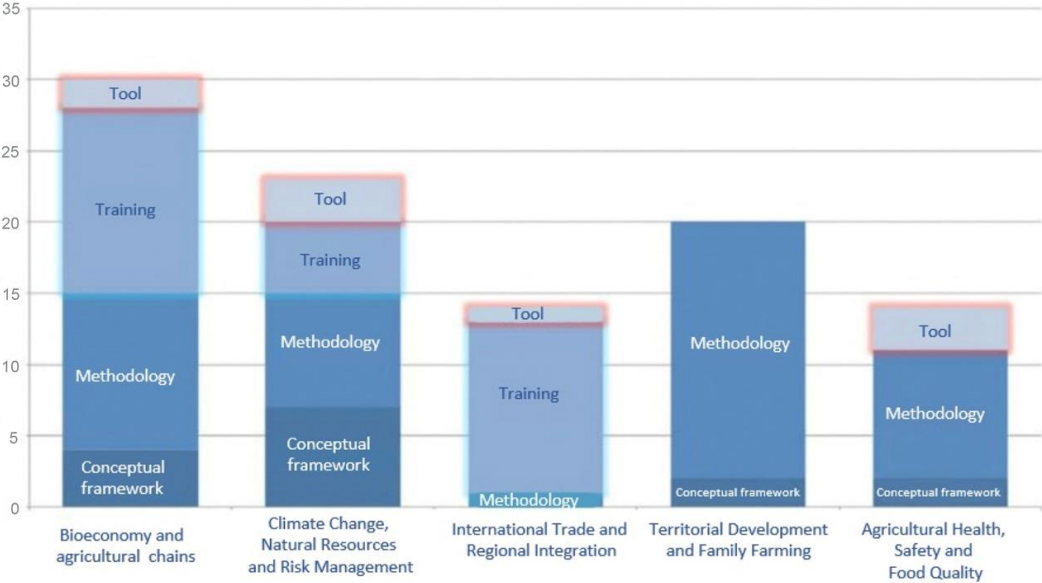 35
30
25
20
15
10
5
0
Tool
Training
Methodology
Conceptual
framework
Tool
Training
Methodology
Conceptual
framework
Tool
Training
Methodology
Methodology
Conceptual framework
Tool
Methodology
Conceptual framework
Bioeconomy and
agricultural chains
Climate Change,
Natural Resources
and Risk Management
International Trade and
Regional Integration
Territorial Development
and Family Farming
Agricultural Health,
Safety and
Food Quality